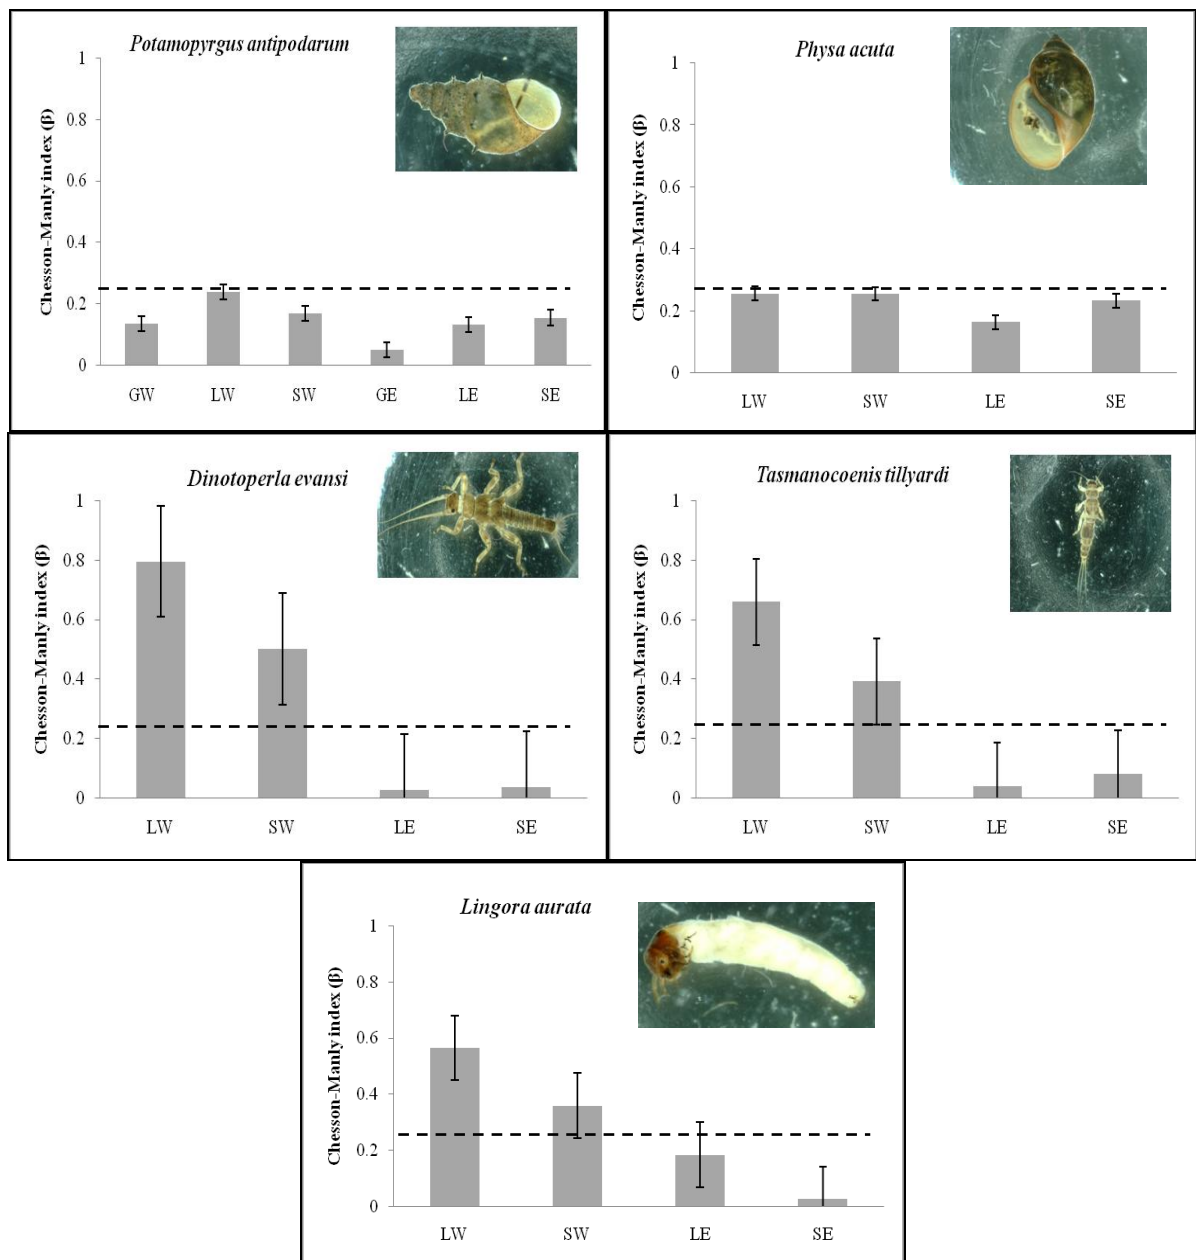 Potamopyrgus antipodarum
Chesson-Manly index (β)
1
0.8
0.6
0.4
0.2
0
GW LW SW GE LE SE
Physa acuta
Chesson-Manly index (β)
1
0.8
0.6
0.4
0.2
0
LW SW LE SE
Dinotoperla evansi
Chesson-Manly index (β)
1
0.8
0.6
0.4
0.2
0
LW SW LE SE
Tasmanocoenis tillyardi
Chesson-Manly index (β)
1
0.8
0.6
0.4
0.2
0
LW SW LE SE
Lingora aurata
Chesson-Manly index (β)
1
0.8
0.6
0.4
0.2
0
LW SW LE SE